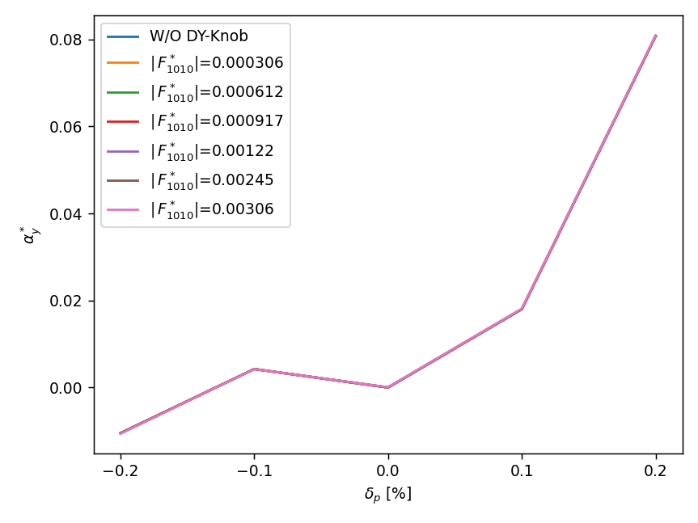 W/O DY-Knob
|F*1010|=0.000306
|F*1010|=0.000612
|F*1010|=0.000917
|F*1010|=0.00122
|F*1010|=0.00245
|F*1010|=0.00306
0.08
0.06
0.04
0.02
0.00
α*y
−0.2 −0.1 0.0 0.1 0.2
δp [%]